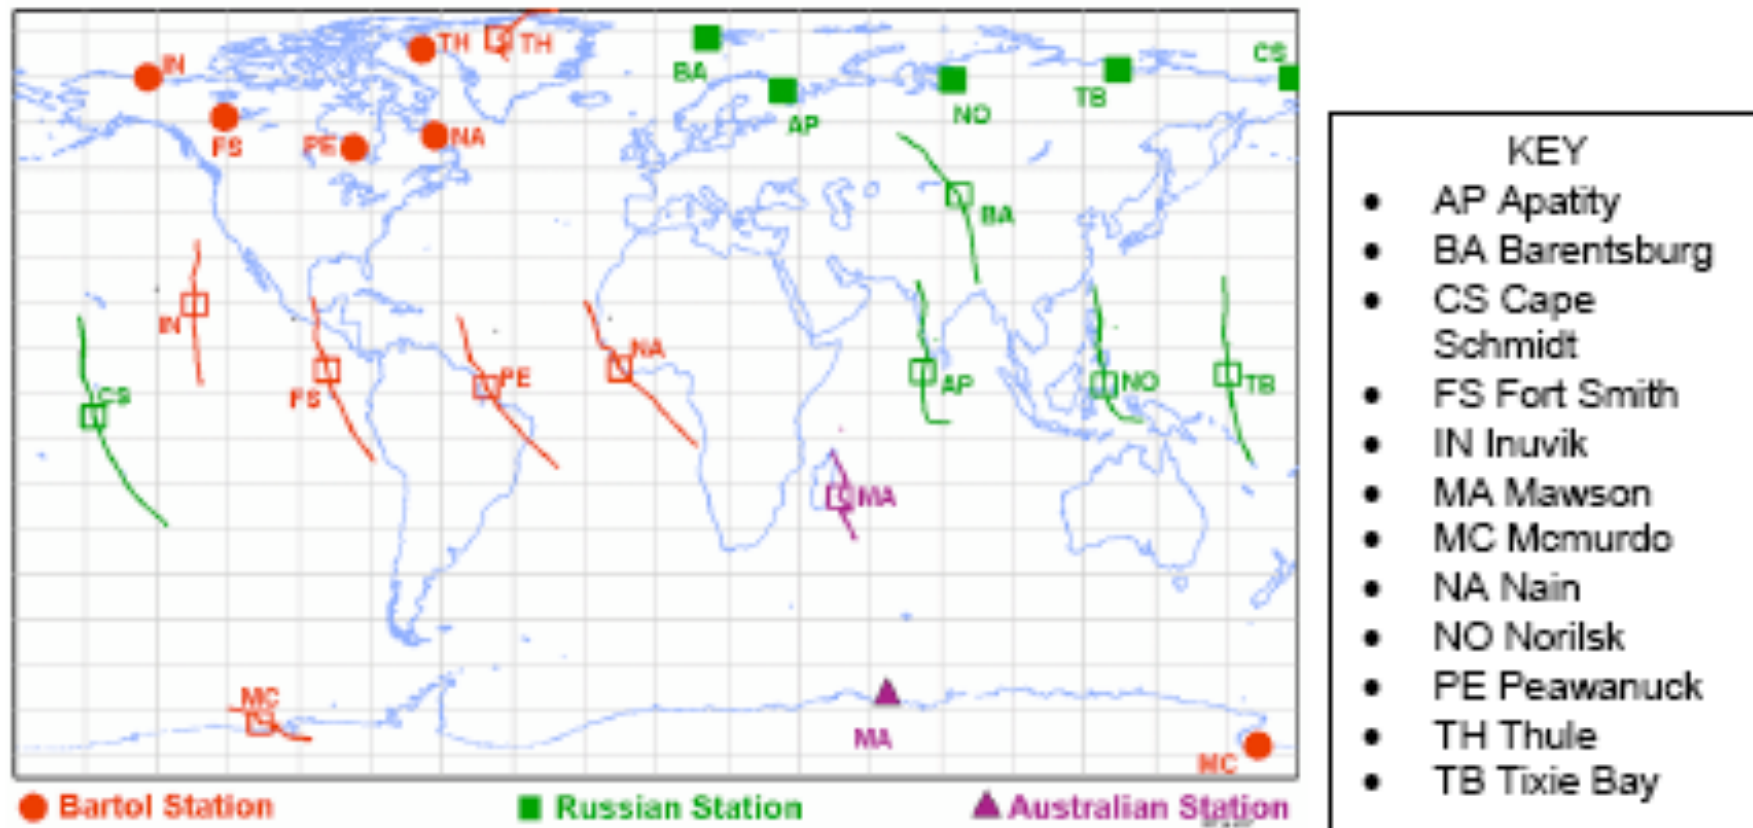 TH
TH
IN
BA
CS
FS
PE
NA
AP
NO
TB
BA
IN
NA
FS
PE
CS
AP
NO
TB
MA
MC
MA
MC
Bartol Station
Russian Station
Australian Station
KEY
• AP Apatity
• BA Barentsburg
• CS Cape
Schmidt
• FS Fort Smith
• IN Inuvik
• MA Mawson
• MC Mcmurdo
• NA Nain
• NO Norilsk
• PE Peawanuck
• TH Thule
• TB Tixie Bay